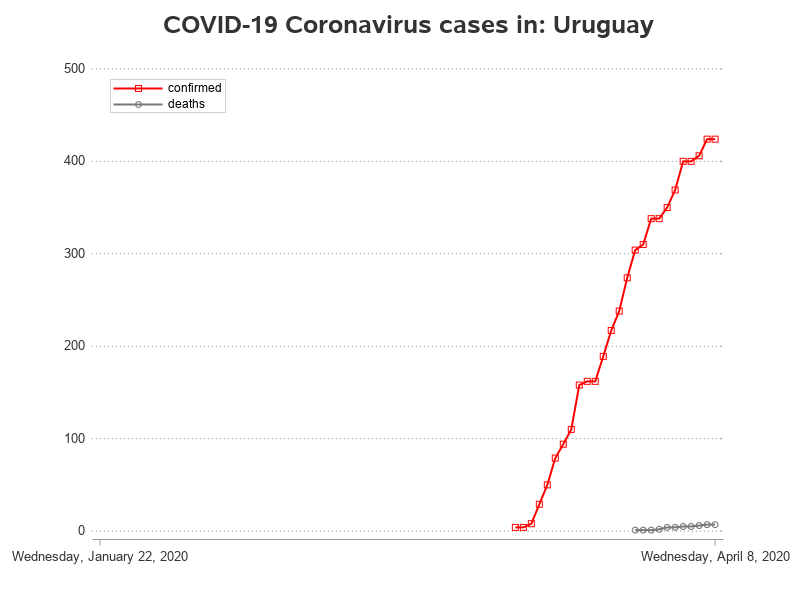 COVID-19 Coronavirus cases in: Uruguay
500
confirmed
deaths
400
300
200
100
0
Wednesday, January 22, 2020 Wednesday, April 8, 2020